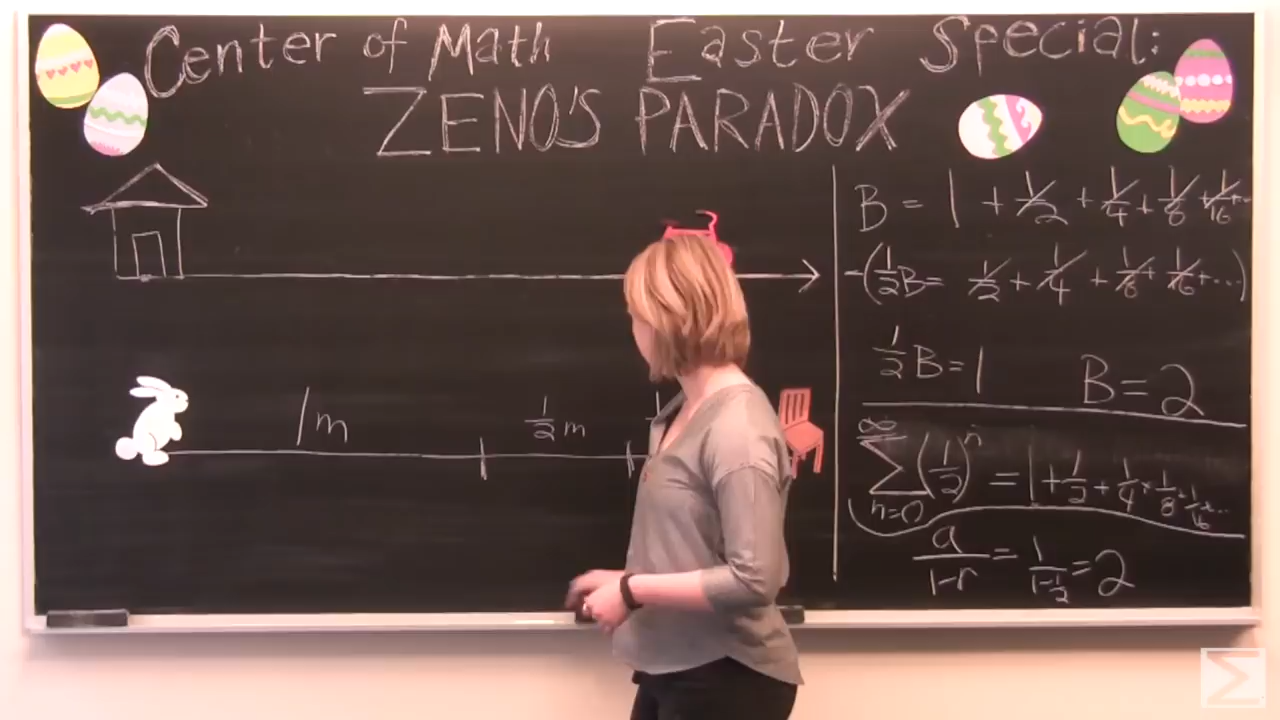 Center of Math Easter Special:
ZENO'S PARADOX
1m
1/2 m
B = 1 + 1/2 + 1/4 + 1/8 + 1/16 + ..
-(1/2 B = 1/2 + 1/4 + 1/8 + 1/16 + ...)
1/2 B = 1 B = 2
∞
∑ (1/2)^n = 1 + 1/2 + 1/4 + 1/8 + 1/16 + ...
n=0
a/(1-r) = 1/(1-1/2) = 2
Σ